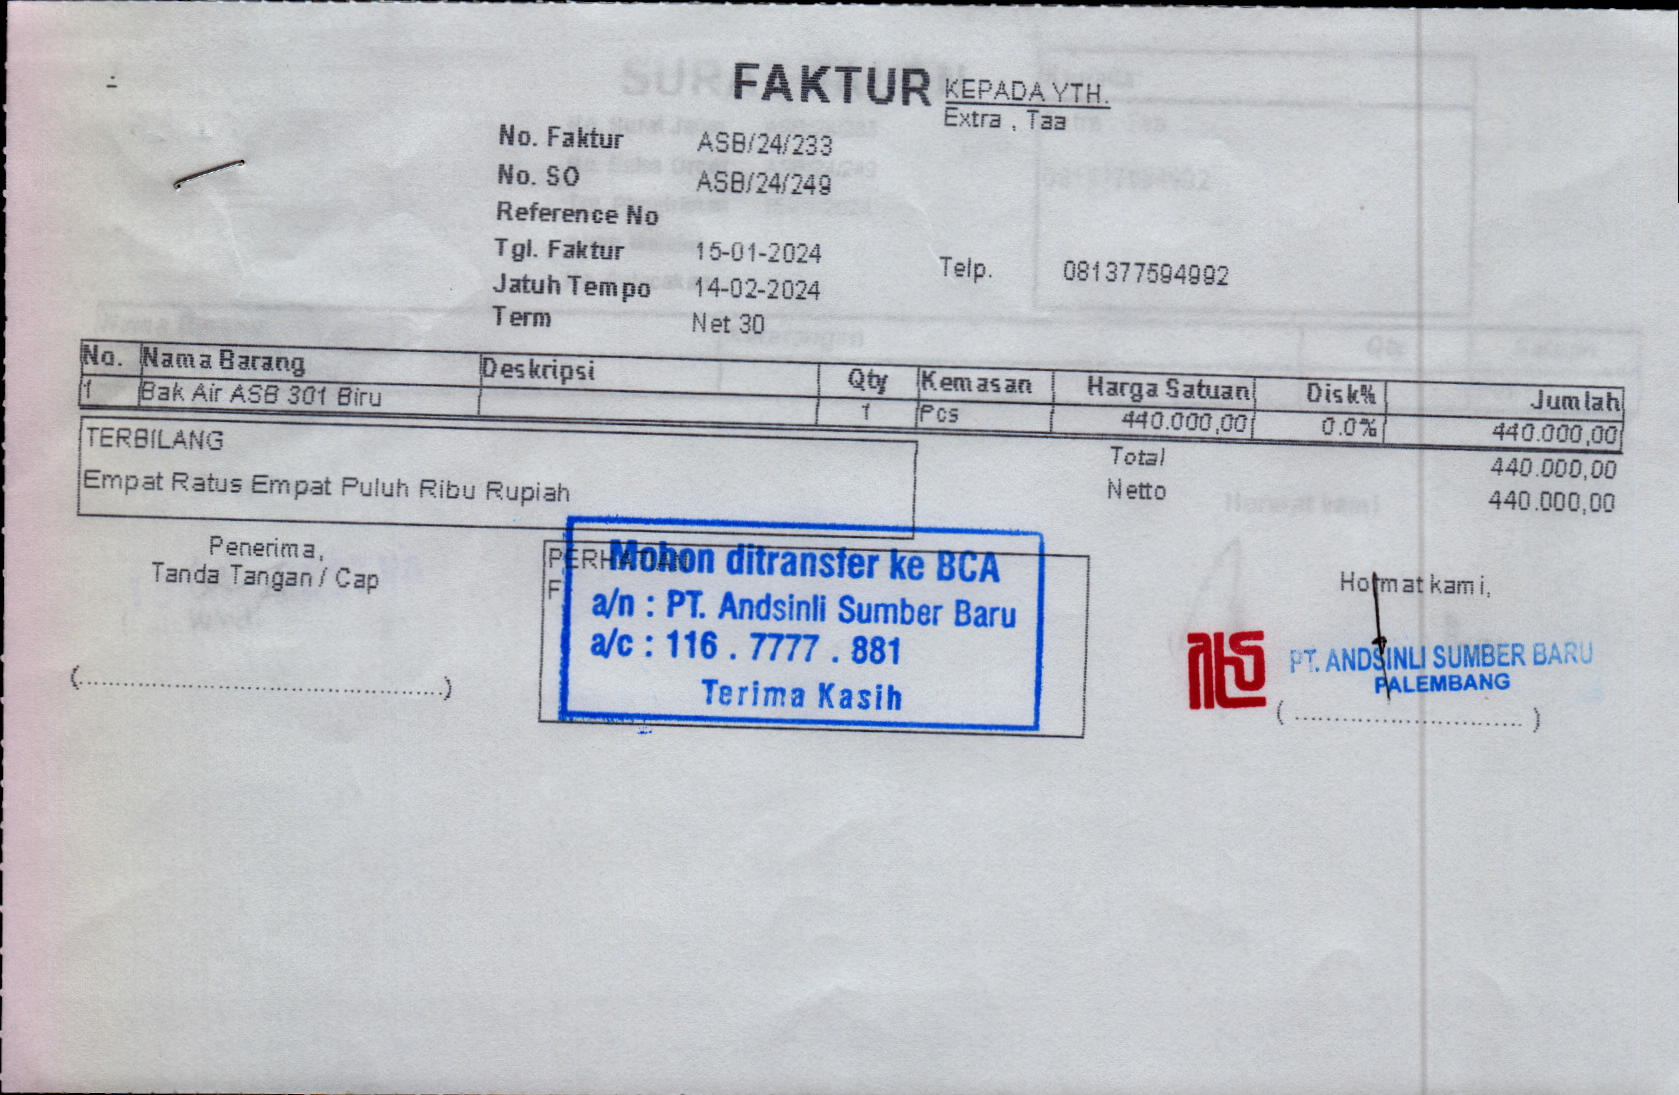 FAKTUR
KEPADA YTH.
Extra , Taa
No. Faktur ASB/24/233
No. SO ASB/24/249
Reference No
Tgl. Faktur 15-01-2024
Jatuh Tempo 14-02-2024
Term Net 30
Telp. 081377594992
No. Nama Barang Deskripsi Qty Kemasan Harga Satuan Disk% Jumlah
1 Bak Air ASB 301 Biru 1 Pcs 440.000,00 0.0% 440.000,00
TERBILANG
Empat Ratus Empat Puluh Ribu Rupiah
Total 440.000,00
Netto 440.000,00
Penerima,
Tanda Tangan / Cap
(..............................................)
PERHATIAN
F
Mohon ditransfer ke BCA
a/n : PT. Andsinli Sumber Baru
a/c : 116 . 7777 . 881
Terima Kasih
Hormat kami,
PT. ANDSINLI SUMBER BARU
PALEMBANG
( ............................. )